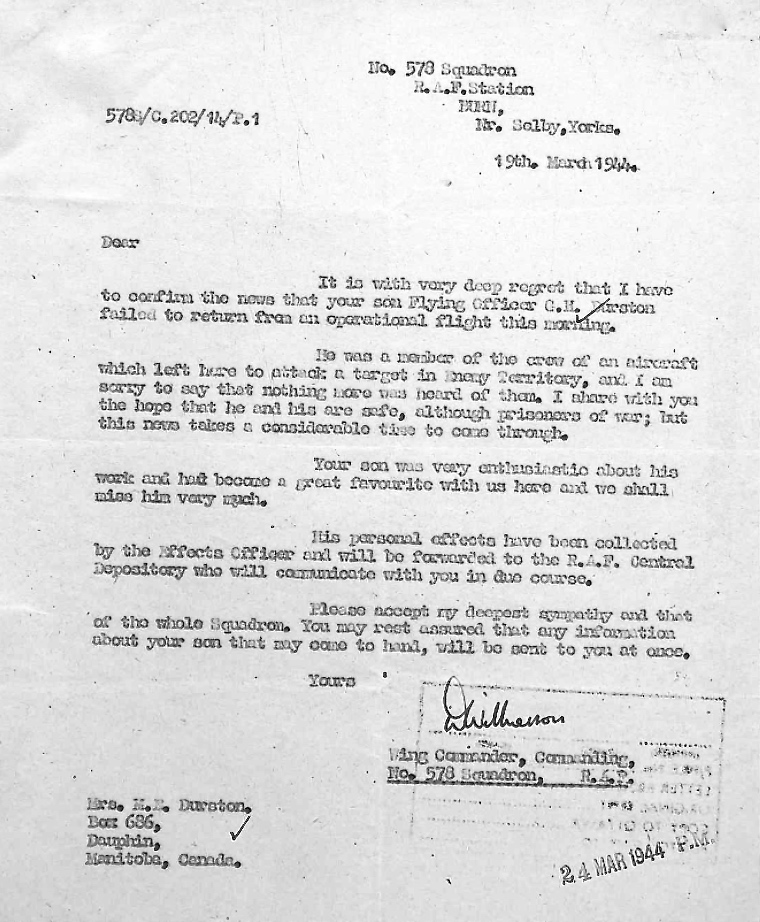 No. 578 Squadron
R.A.F.Station
BURN,
Nr. Selby,Yorks.
578S/C.202/14/P.1
19th. March 1944.
Dear
It is with very deep regret that I have
to confirm the news that your son Flying Officer G.H. Durston
failed to return from an operational flight this morning.
He was a member of the crew of an aircraft
which left here to attack a target in Enemy Territory, and I am
sorry to say that nothing more was heard of them. I share with you
the hope that he and his are safe, although prisoners of war; but
this news takes a considerable time to come through.
Your son was very enthusiastic about his
work and had become a great favourite with us here and we shall
miss him very much.
His personal effects have been collected
by the Effects Officer and will be forwarded to the R.A.F. Central
Depository who will communicate with you in due course.
Please accept my deepest sympathy and that
of the whole Squadron. You may rest assured that any information
about your son that may come to hand, will be sent to you at once.
Yours
DWilkerson
Wing Commander, Commanding,
No. 578 Squadron, R.A.F.
Mrs. M.E. Durston.
Box 686,
Dauphin,
Manitoba, Canada.
COPY TO OTTAWA
24 MAR 1944 P.M.